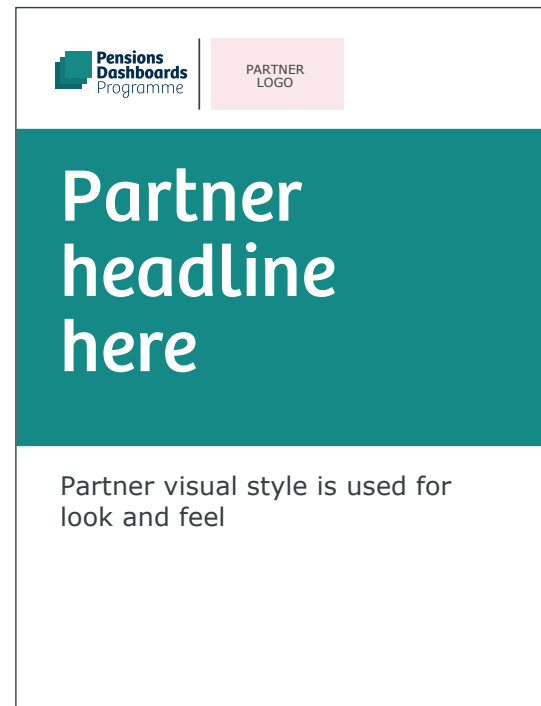 Pensions
Dashboards
Programme
PARTNER
LOGO
Partner
headline
here
Partner visual style is used for
look and feel